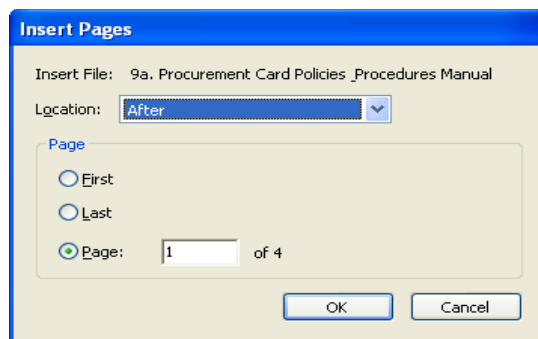 Insert Pages
Insert File: 9a. Procurement Card Policies _Procedures Manual
Location: After
Page
First
Last
Page: 1 of 4
OK Cancel